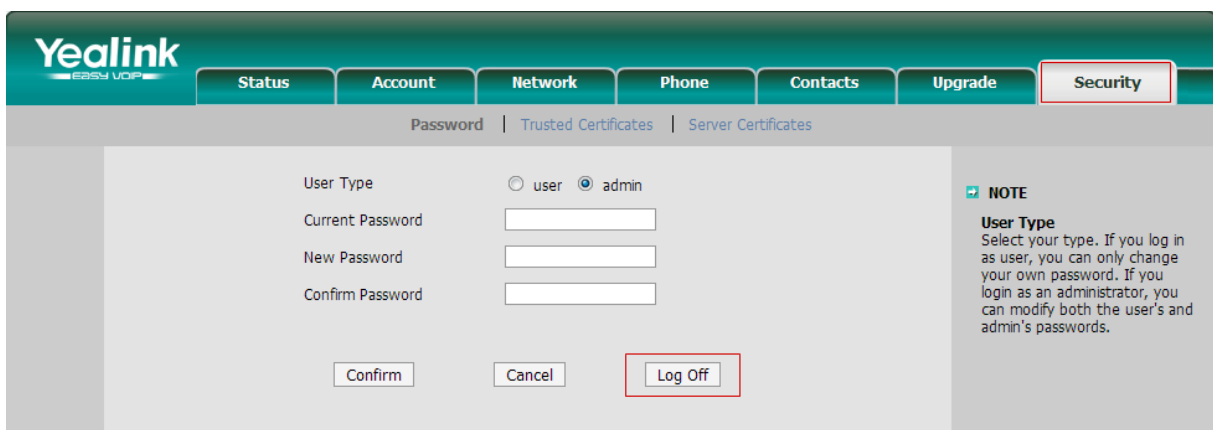 Yealink
EASY VOIP
Status Account Network Phone Contacts Upgrade Security
Password | Trusted Certificates | Server Certificates
User Type user admin
Current Password
New Password
Confirm Password
Confirm Cancel Log Off
NOTE
User Type
Select your type. If you log in
as user, you can only change
your own password. If you
login as an administrator, you
can modify both the user's and
admin's passwords.